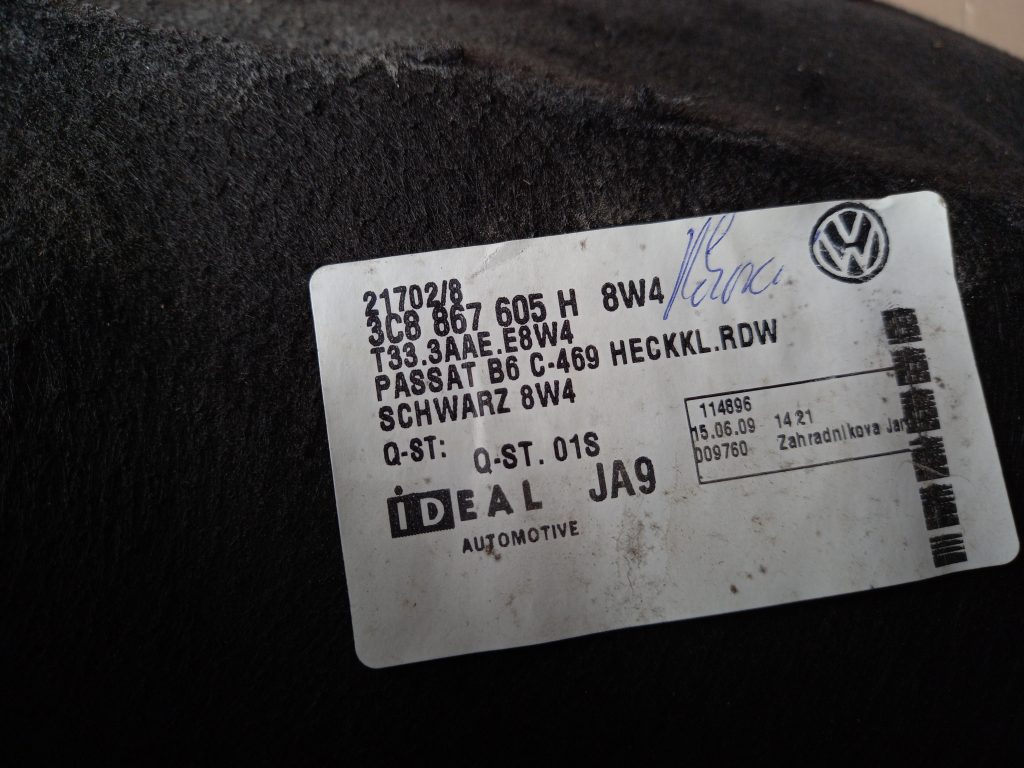 21702/8
3C8 867 605 H 8W4
T33.3AAE.E8W4
PASSAT B6 C-469 HECKKL.RDW
SCHWARZ 8W4
Q-ST: Q-ST. 01S
iDEAL JA9
AUTOMOTIVE
VW
114896
15.06.09 14:21
009760 Zahradnikova Jar